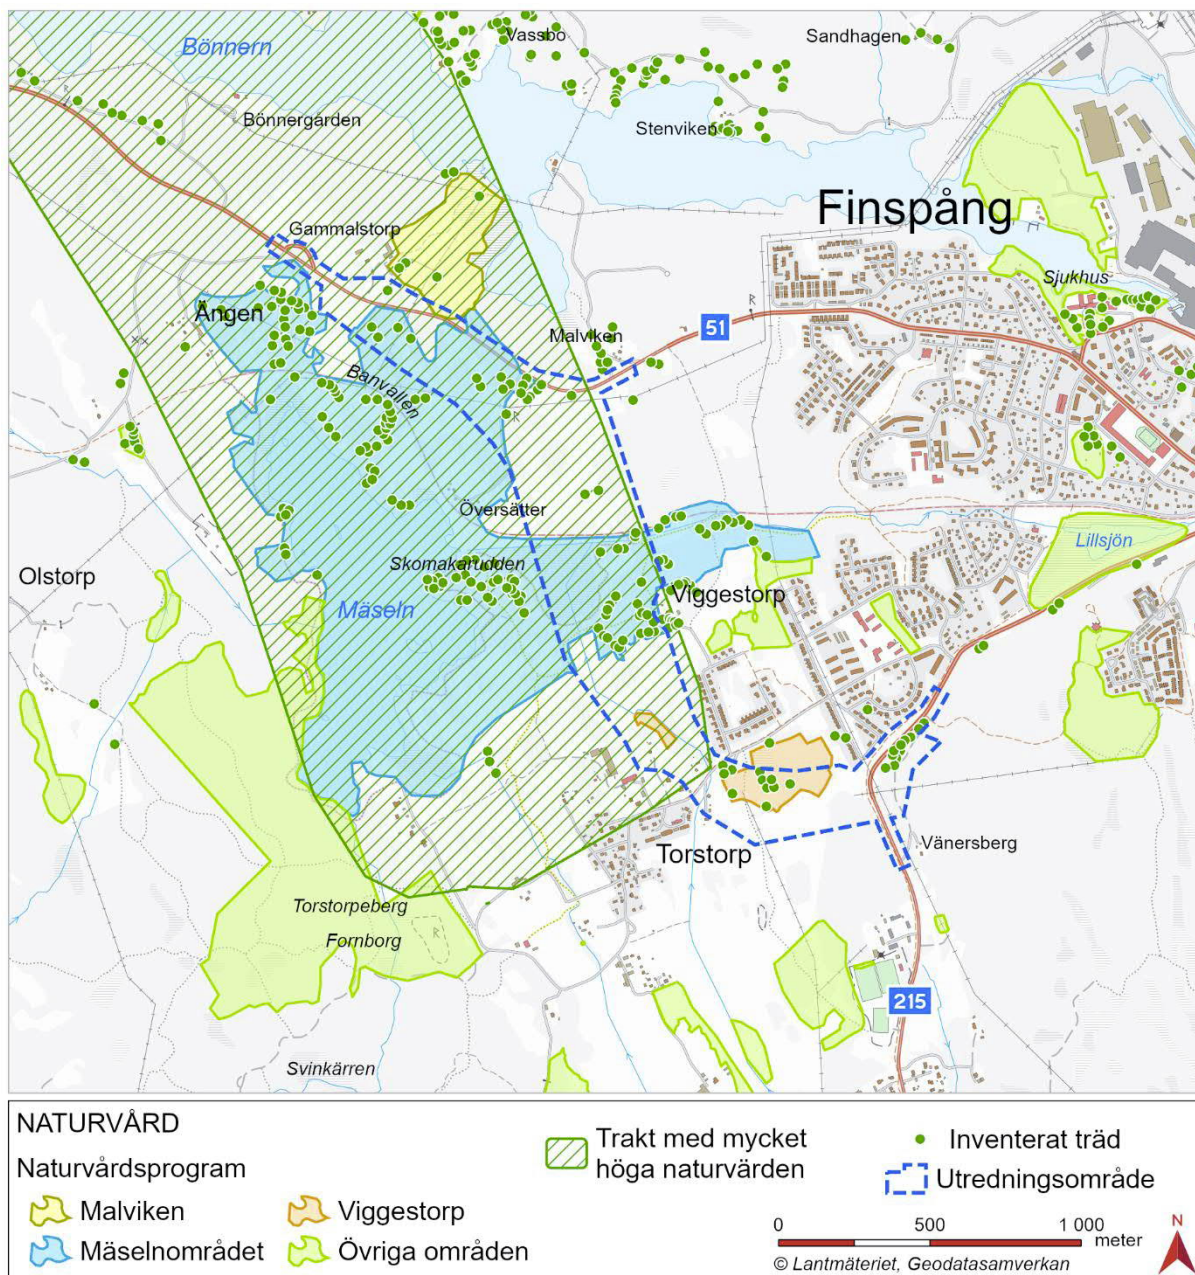 Bönnern
Vassbo
Sandhagen
Bönnergården
Stenviken
Finspång
Gammalstorp
Sjukhus
Ängen
Malviken
51
Banvallen
Översätter
Lillsjön
Skomakarudden
Olstorp
Mäseln
Viggestorp
Torstorp
Vänersberg
Torstorpeberg
Fornborg
215
Svinkärren
NATURVÅRD
Naturvårdsprogram
Malviken
Mäselnområdet
Viggestorp
Övriga områden
Trakt med mycket
höga naturvärden
Inventerat träd
Utredningsområde
0 500 1 000
meter
© Lantmäteriet, Geodatasamverkan
N